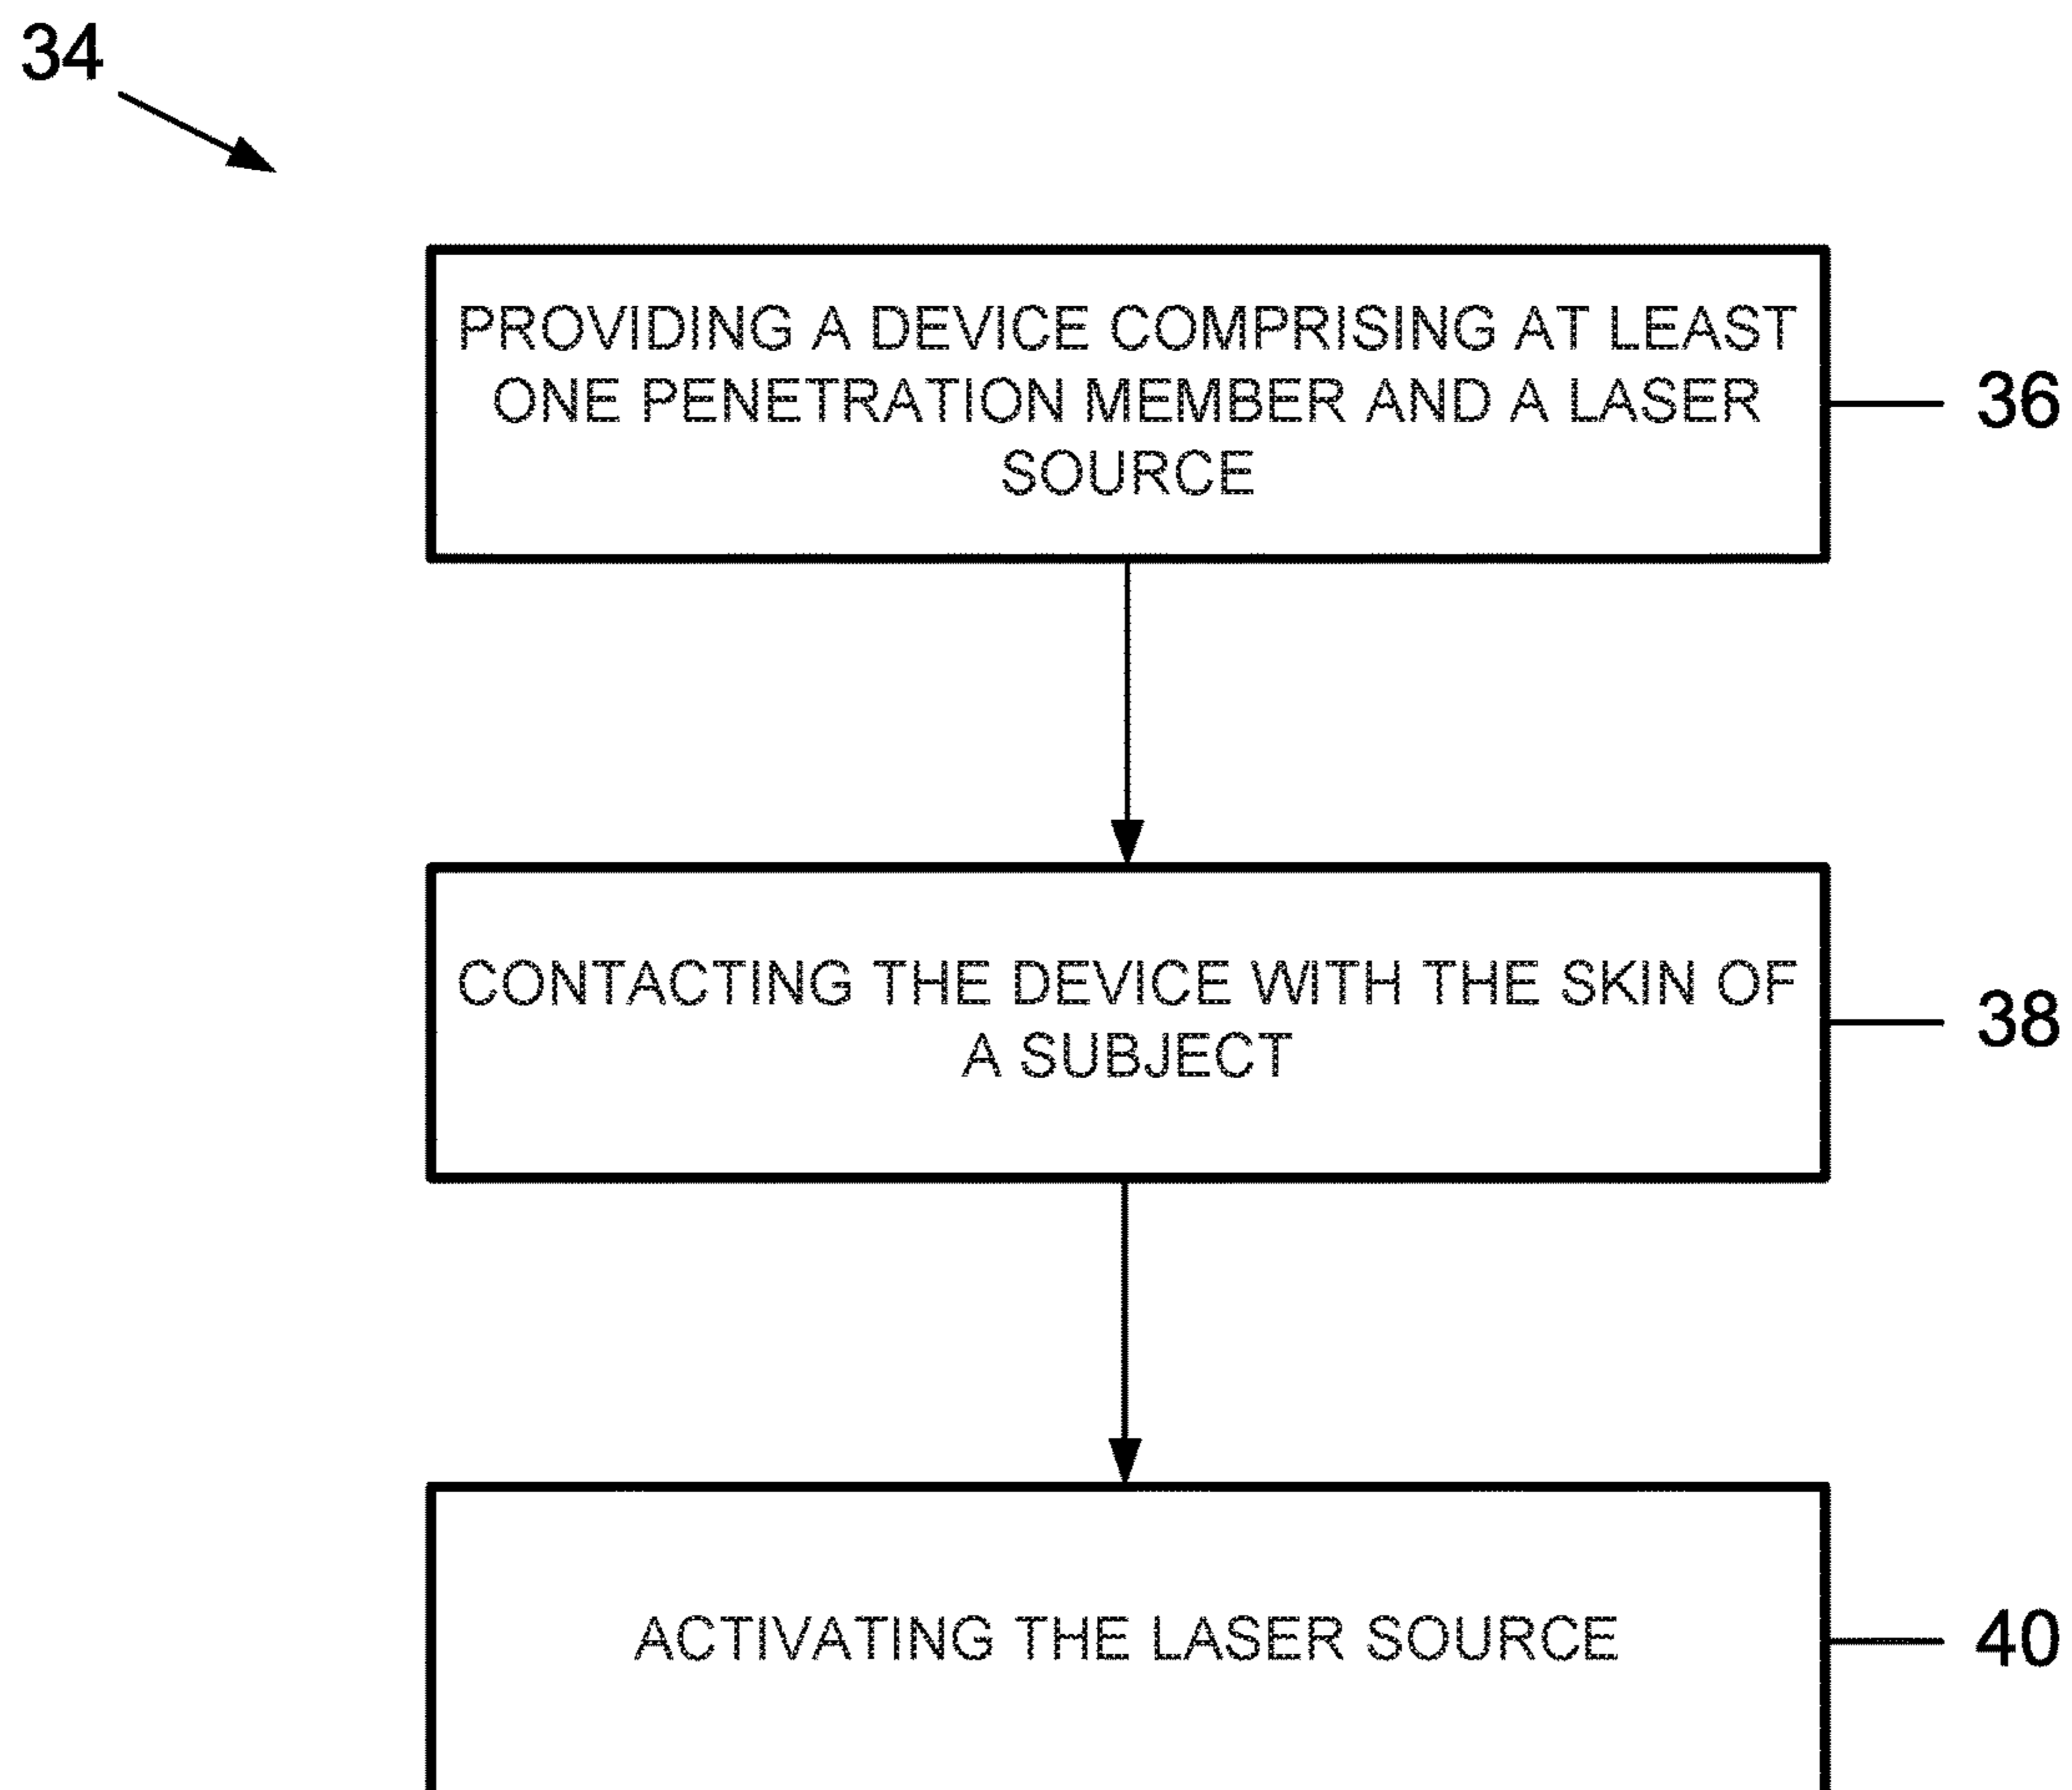 34
PROVIDING A DEVICE COMPRISING AT LEAST
ONE PENETRATION MEMBER AND A LASER
SOURCE
36
CONTACTING THE DEVICE WITH THE SKIN OF
A SUBJECT
38
ACTIVATING THE LASER SOURCE
40